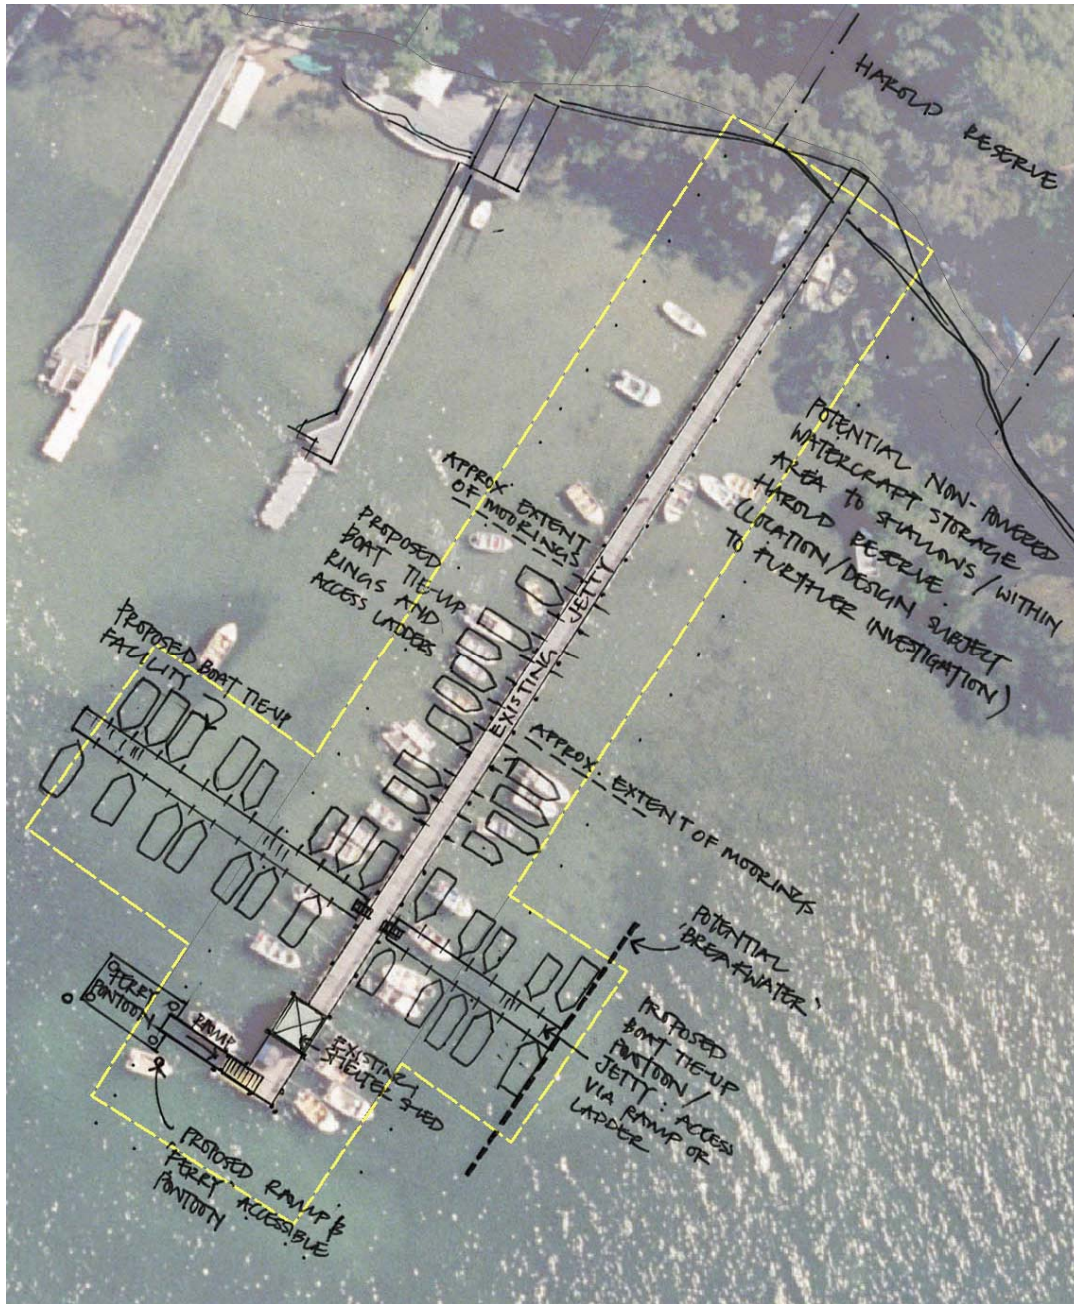 HAROLD RESERVE
POTENTIAL NON-POWERED
WATERCRAFT STORAGE
AREA TO SHALLOWS / WITHIN
HAROLD RESERVE.
(LOCATION/DESIGN SUBJECT
TO FURTHER INVESTIGATION)
APPROX EXTENT
OF MOORINGS
PROPOSED
BOAT TIE-UP
RINGS AND
ACCESS LADDERS
EXISTING JETTY
PROPOSED BOAT TIE-UP
FACILITY
APPROX. EXTENT OF MOORINGS
POTENTIAL
BREAKWATER
PROPOSED
BOAT TIE-UP
PONTOON /
JETTY : ACCESS
VIA RAMP OR
LADDER
FERRY
PONTOON
RAMP
EXISTING
SHELTER SHED
PROPOSED RAMP &
FERRY ACCESSIBLE
PONTOON